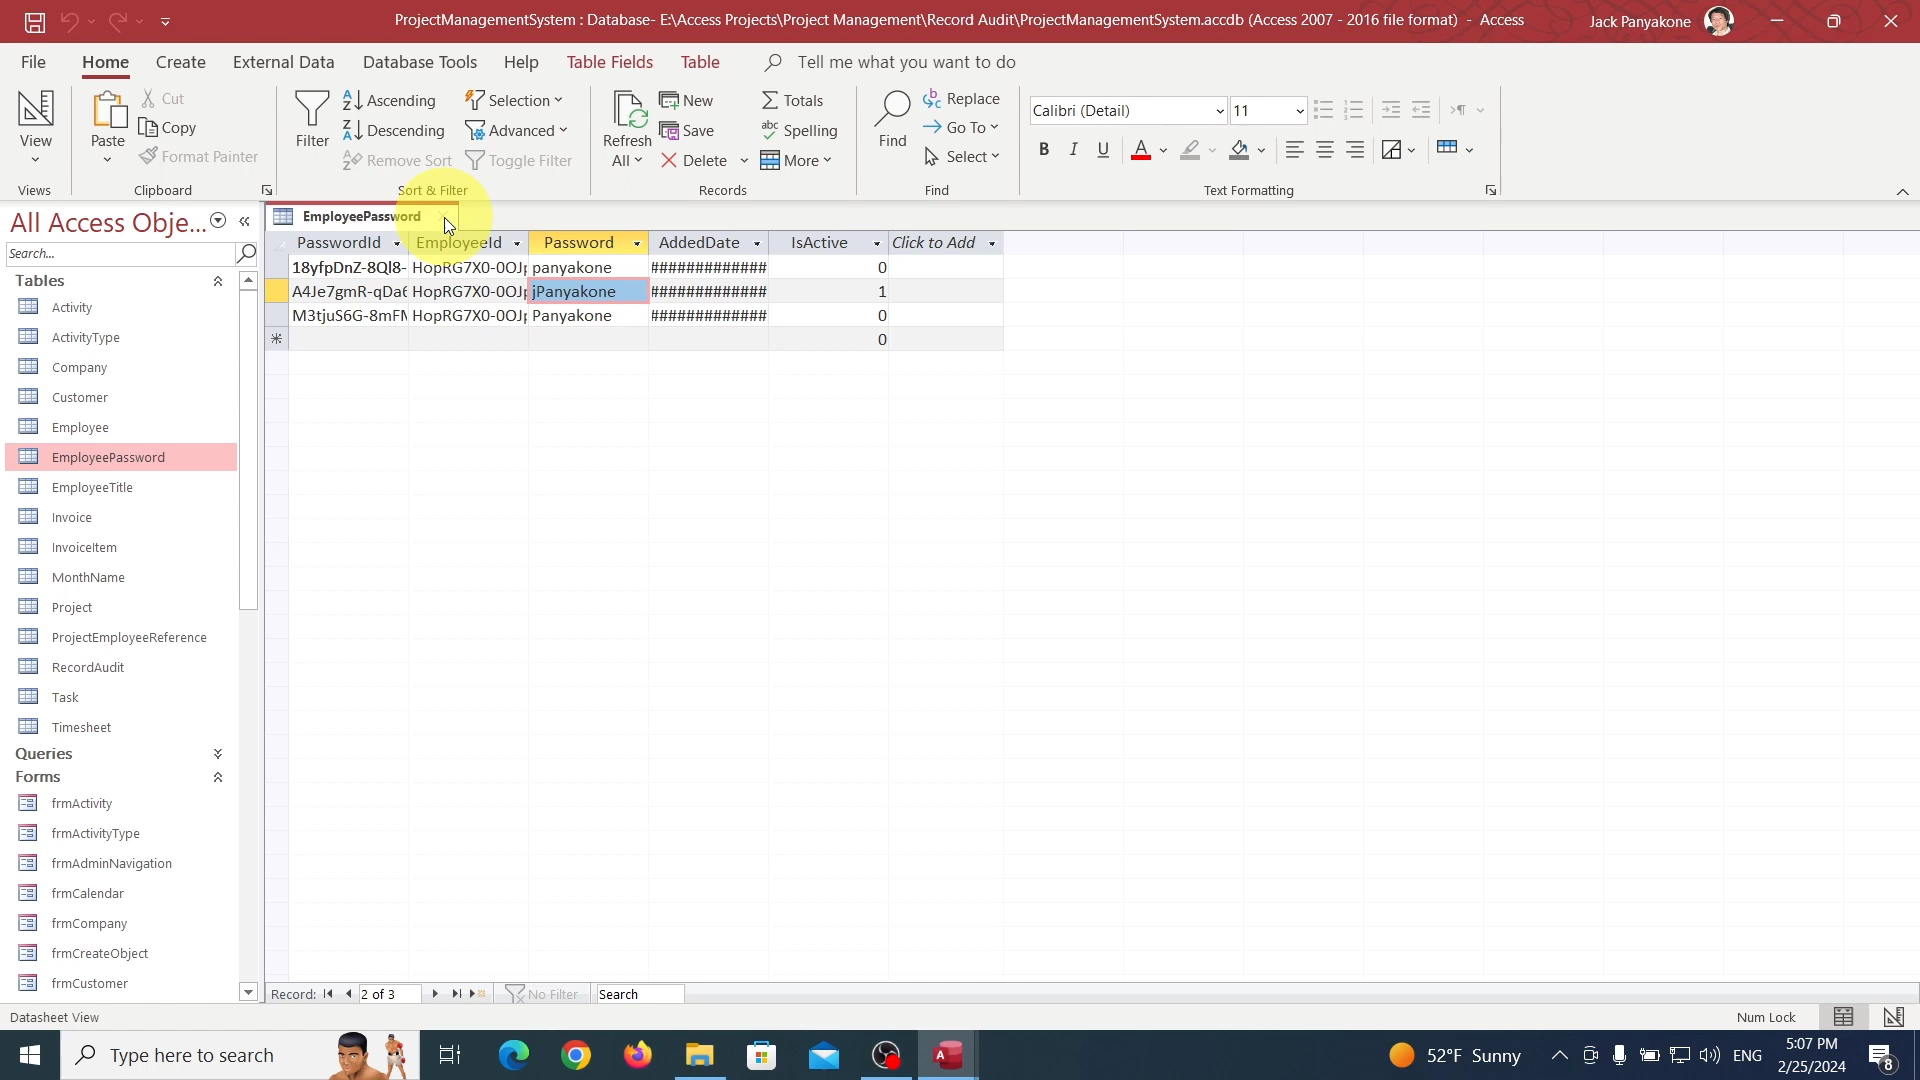 ProjectManagementSystem : Database- E:\Access Projects\Project Management\Record Audit\ProjectManagementSystem.accdb (Access 2007 - 2016 file format) - Access
Jack Panyakone
File Home Create External Data Database Tools Help Table Fields Table Tell me what you want to do
View
Views
Paste
Cut
Copy
Format Painter
Clipboard
Filter
Ascending
Descending
Remove Sort
Selection
Advanced
Toggle Filter
Sort & Filter
Refresh All
New
Save
Delete
Totals
Spelling
More
Records
Find
Replace
Go To
Select
Find
Calibri (Detail) 11
B I U A
Text Formatting
All Access Obje...
Search...
Tables
Activity
ActivityType
Company
Customer
Employee
EmployeePassword
EmployeeTitle
Invoice
InvoiceItem
MonthName
Project
ProjectEmployeeReference
RecordAudit
Task
Timesheet
Queries
Forms
frmActivity
frmActivityType
frmAdminNavigation
frmCalendar
frmCompany
frmCreateObject
frmCustomer
EmployeePassword
PasswordId EmployeeId Password AddedDate IsActive Click to Add
18yfpDnZ-8Ql8- HopRG7X0-0OJp panyakone ############# 0
A4Je7gmR-qDa6 HopRG7X0-0OJp jPanyakone ############# 1
M3tjuS6G-8mFM HopRG7X0-0OJp Panyakone ############# 0
0
Record: 2 of 3 No Filter Search
Datasheet View
Num Lock
Type here to search
52°F Sunny
ENG
5:07 PM
2/25/2024
8